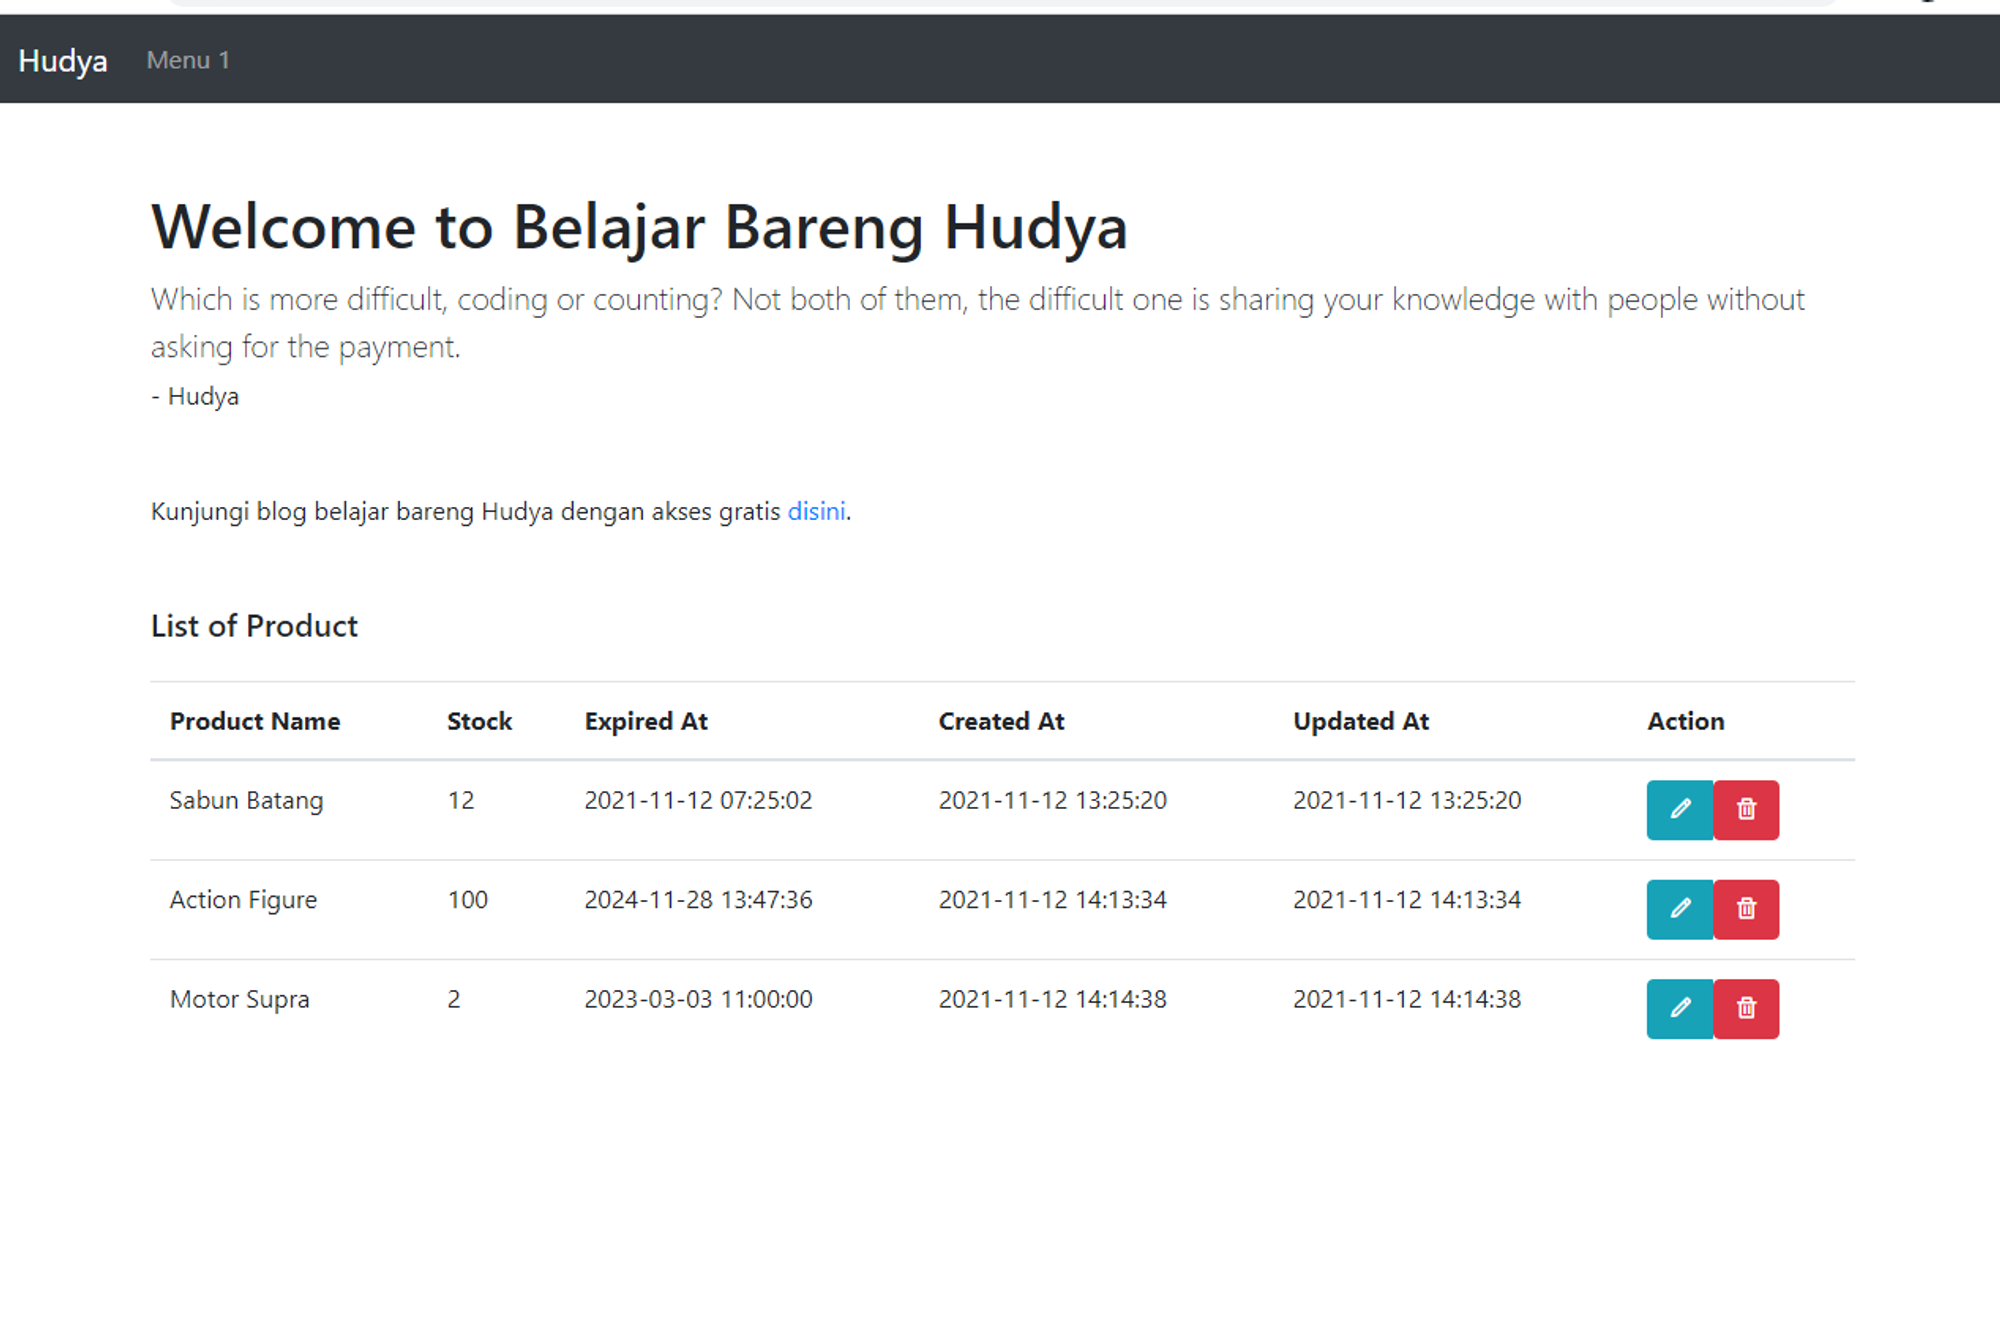 Hudya Menu 1
Welcome to Belajar Bareng Hudya
Which is more difficult, coding or counting? Not both of them, the difficult one is sharing your knowledge with people without
asking for the payment.
- Hudya
Kunjungi blog belajar bareng Hudya dengan akses gratis disini.
List of Product
Product Name Stock Expired At Created At Updated At Action
Sabun Batang 12 2021-11-12 07:25:02 2021-11-12 13:25:20 2021-11-12 13:25:20
Action Figure 100 2024-11-28 13:47:36 2021-11-12 14:13:34 2021-11-12 14:13:34
Motor Supra 2 2023-03-03 11:00:00 2021-11-12 14:14:38 2021-11-12 14:14:38